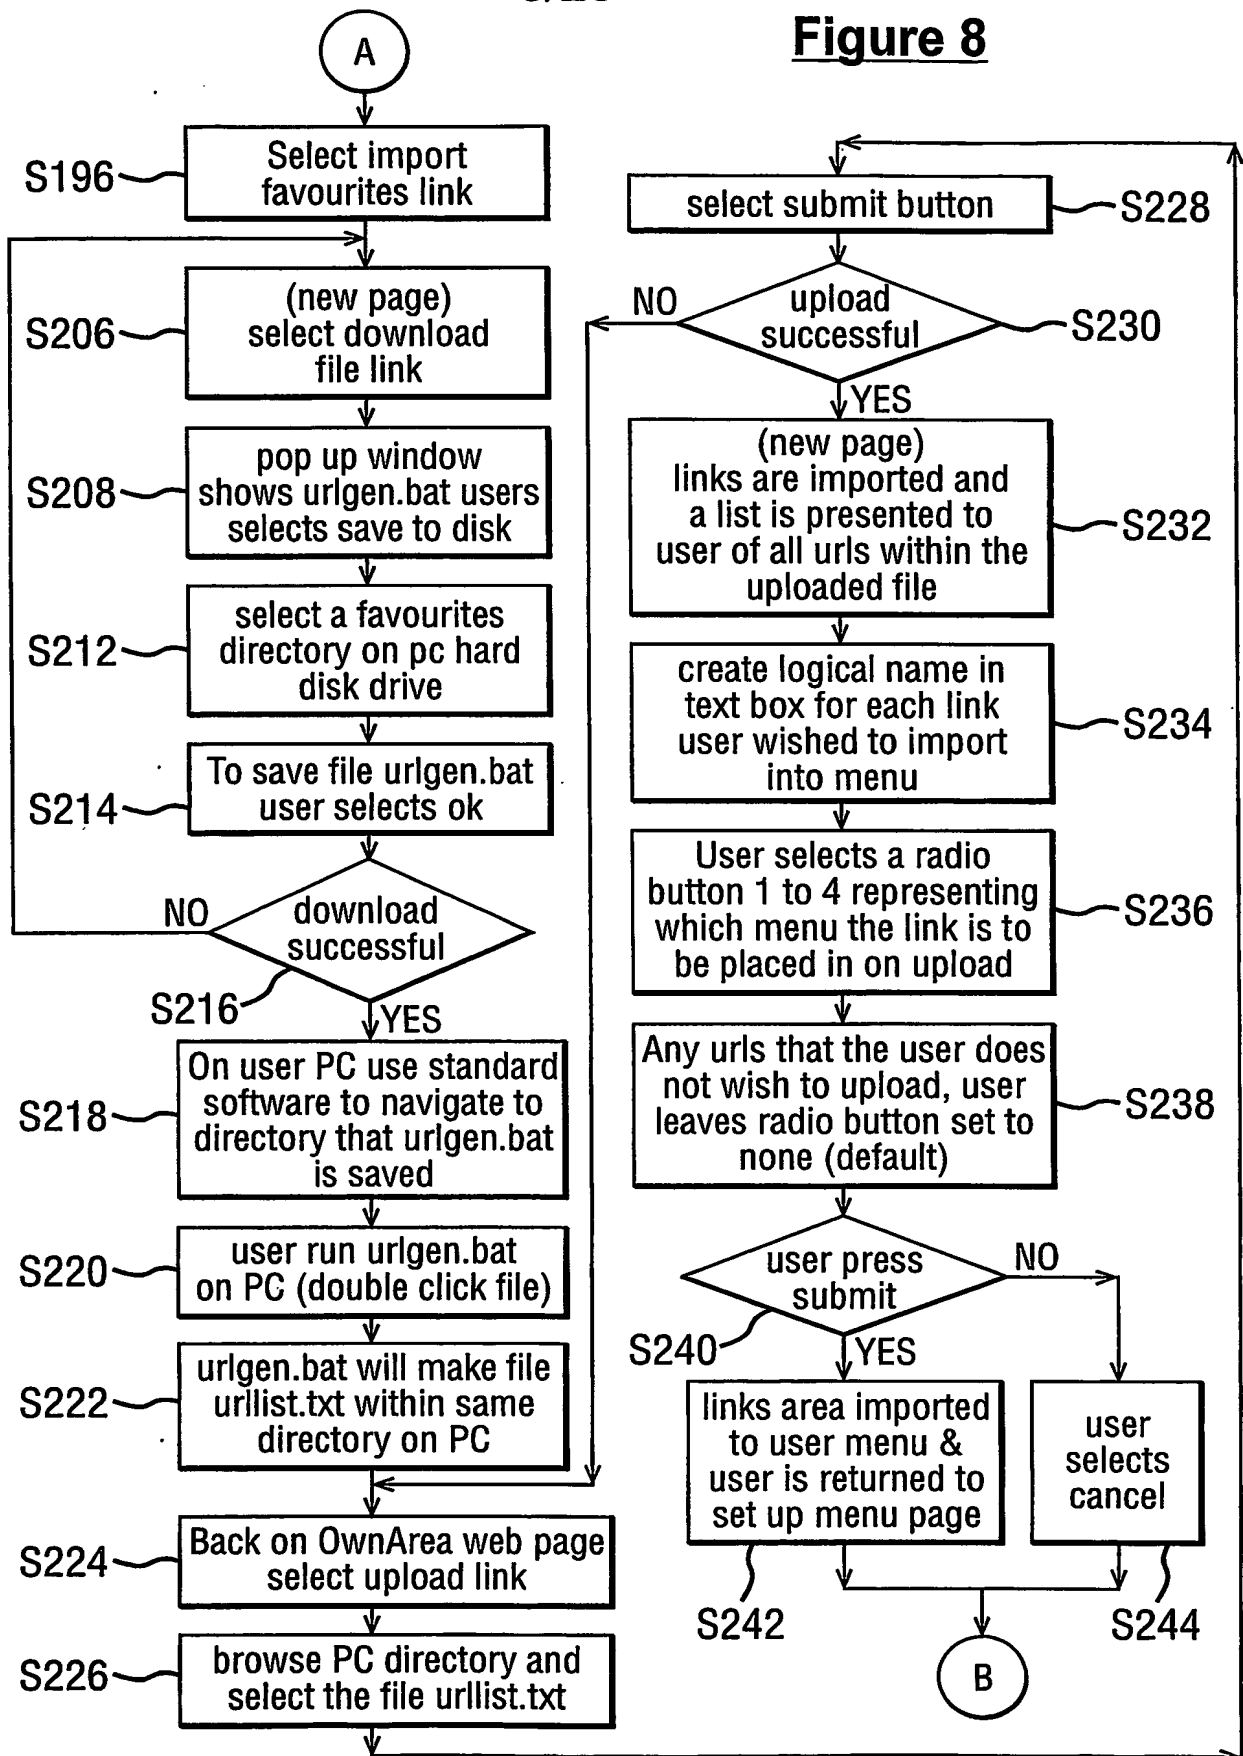 Figure 8
A
S196
Select import
favourites link
S206
(new page)
select download
file link
S208
pop up window
shows urlgen.bat users
selects save to disk
S212
select a favourites
directory on pc hard
disk drive
S214
To save file urlgen.bat
user selects ok
NO
download
successful
S216
YES
S218
On user PC use standard
software to navigate to
directory that urlgen.bat
is saved
S220
user run urlgen.bat
on PC (double click file)
S222
urlgen.bat will make file
urllist.txt within same
directory on PC
S224
Back on OwnArea web page
select upload link
S226
browse PC directory and
select the file urllist.txt
select submit button
S228
NO
upload
successful
S230
YES
(new page)
links are imported and
a list is presented to
user of all urls within the
uploaded file
S232
create logical name in
text box for each link
user wished to import
into menu
S234
User selects a radio
button 1 to 4 representing
which menu the link is to
be placed in on upload
S236
Any urls that the user does
not wish to upload, user
leaves radio button set to
none (default)
S238
user press
submit
NO
S240
YES
links area imported
to user menu &
user is returned to
set up menu page
user
selects
cancel
S242
S244
B